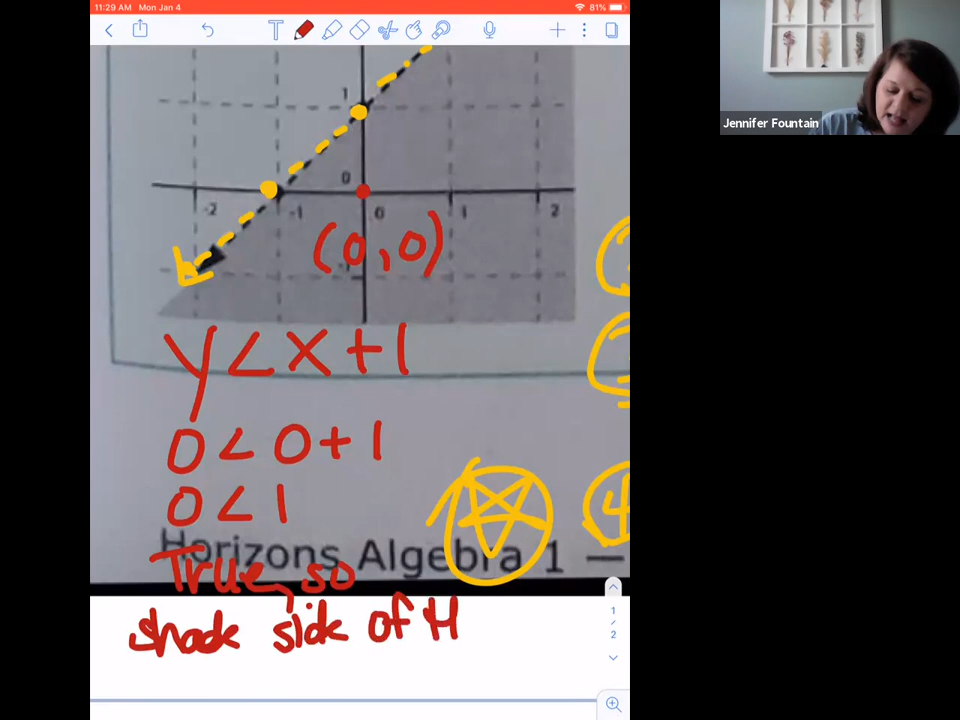 11:29 AM Mon Jan 4
81%
T
Jennifer Fountain
1
0
-2
-1
0
1
2
(0,0)
y < x + 1
0 < 0 + 1
0 < 1
4
Horizons Algebra 1 —
True, so
shade side of
1
/
2